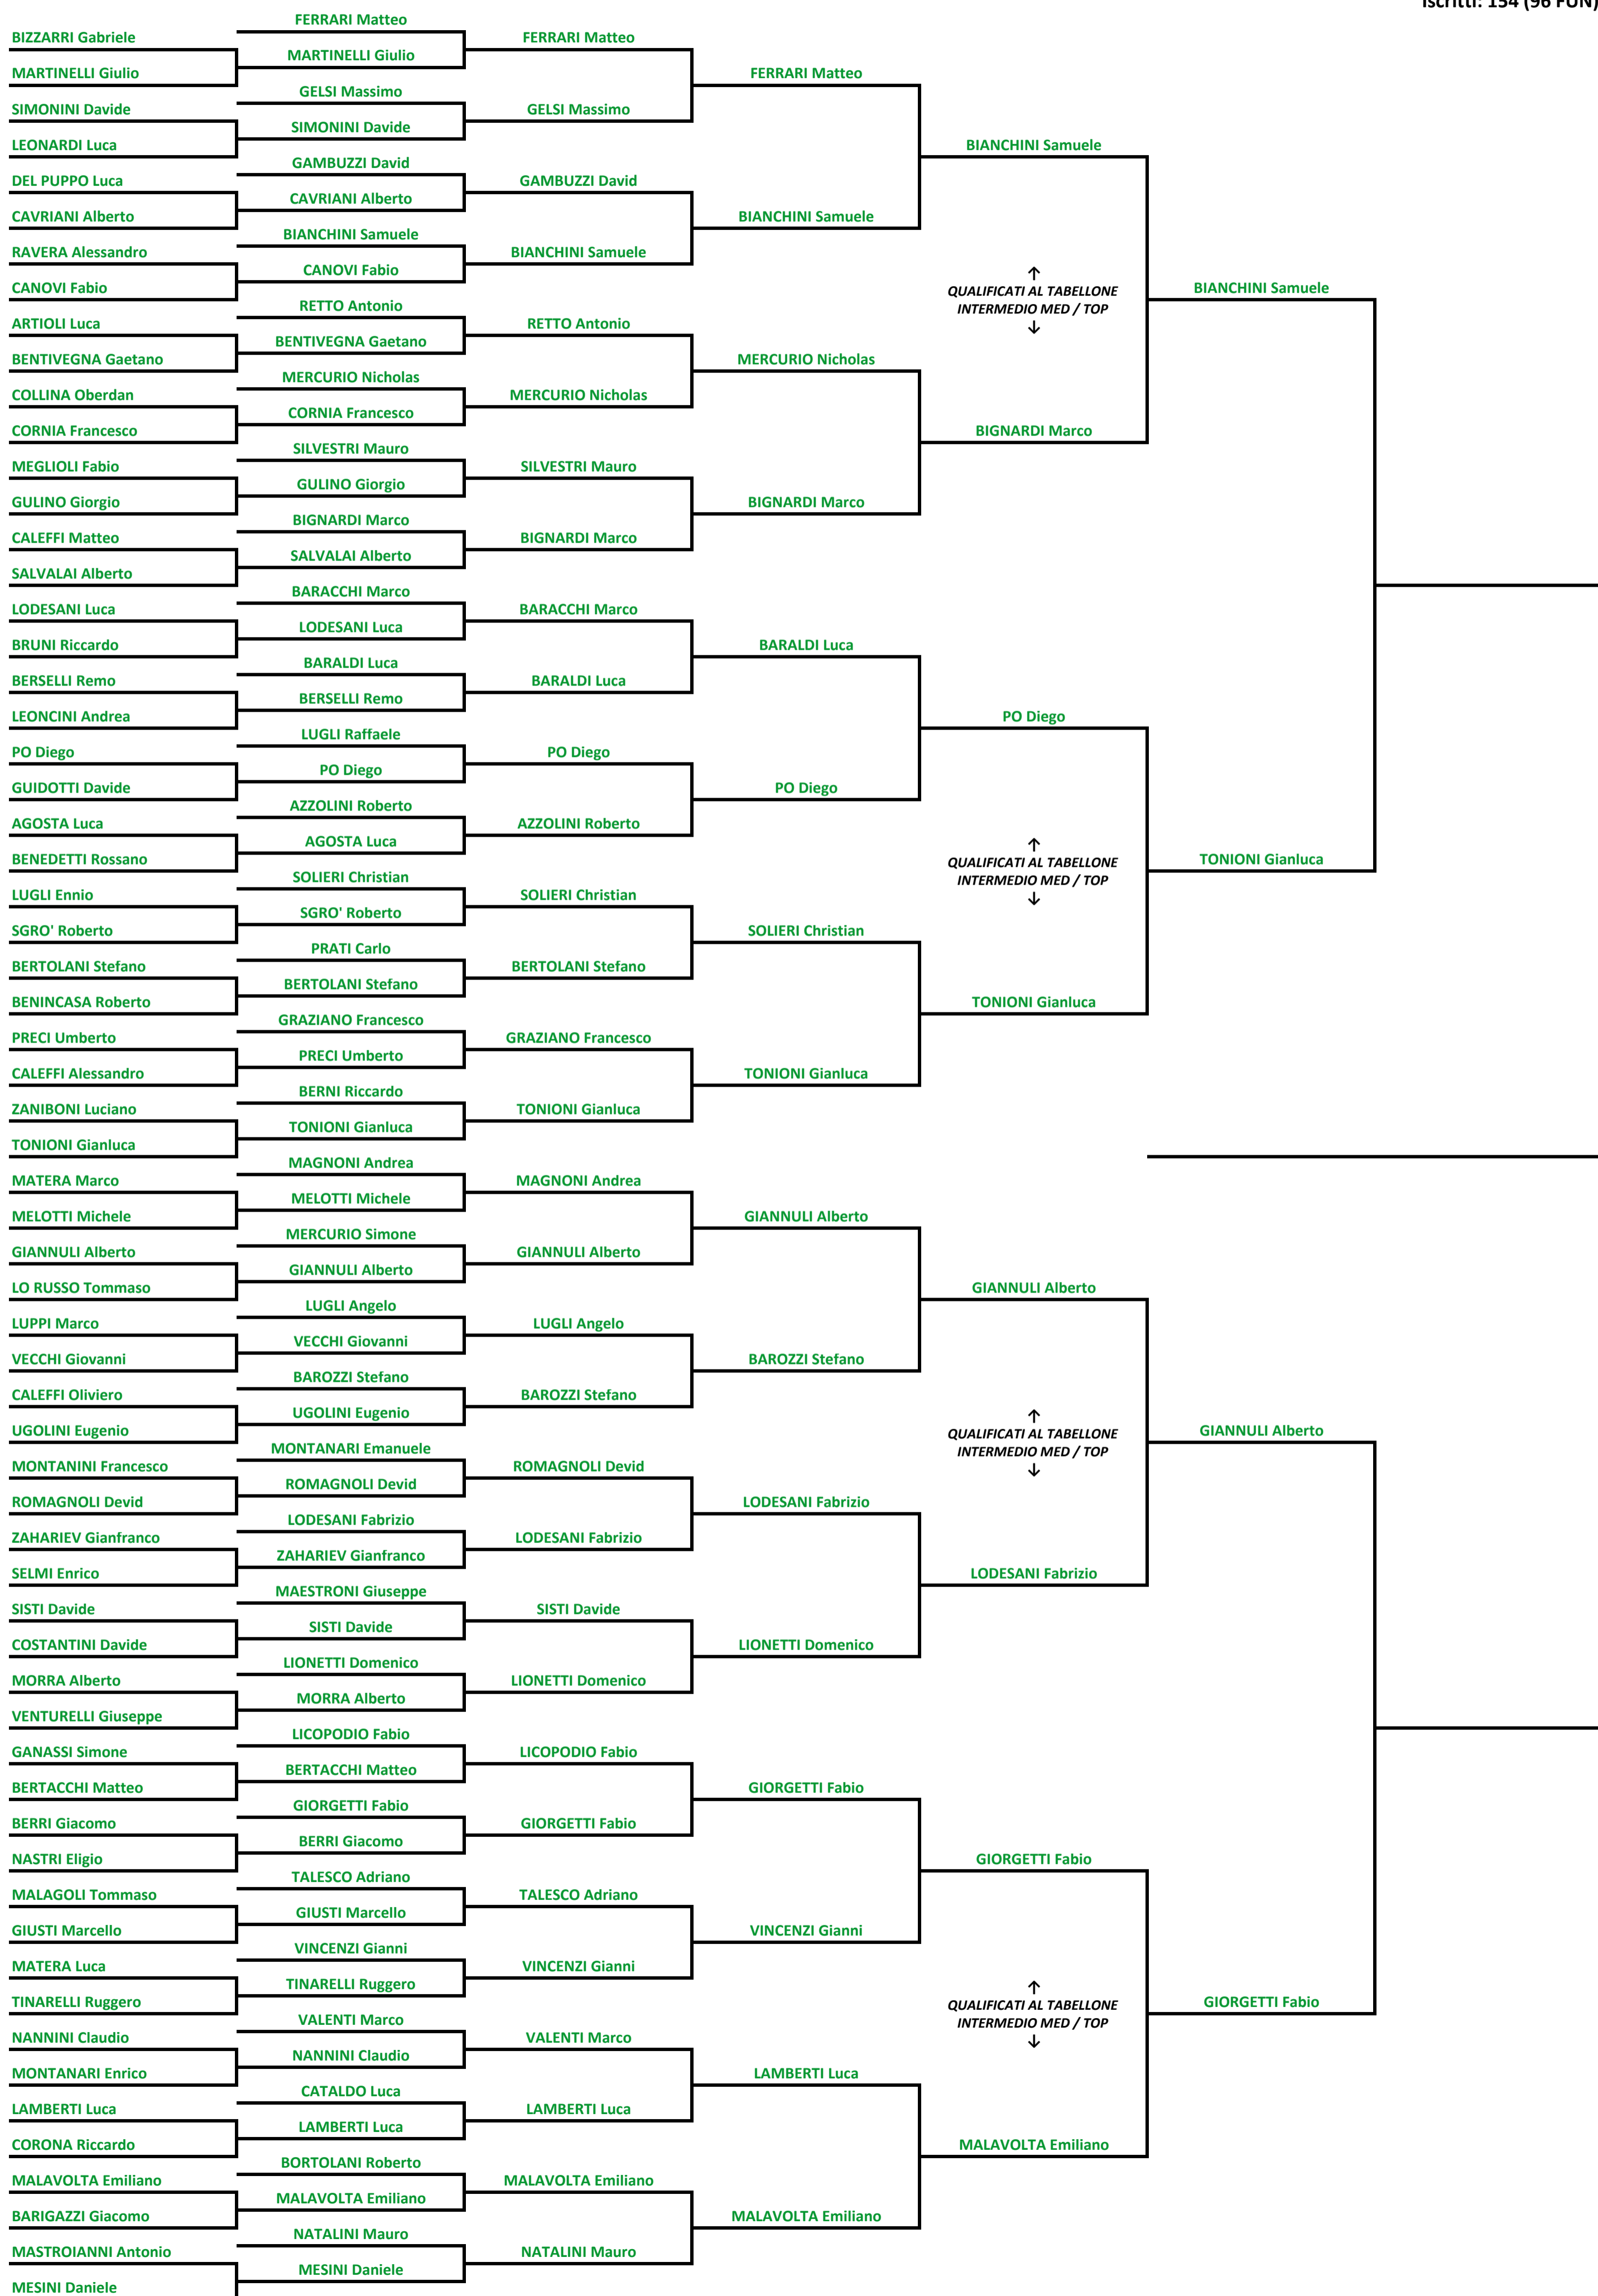 Iscritti: 154 (96 FUN)
BIZZARRI Gabriele
MARTINELLI Giulio
SIMONINI Davide
LEONARDI Luca
DEL PUPPO Luca
CAVRIANI Alberto
RAVERA Alessandro
CANOVI Fabio
ARTIOLI Luca
BENTIVEGNA Gaetano
COLLINA Oberdan
CORNIA Francesco
MEGLIOLI Fabio
GULINO Giorgio
CALEFFI Matteo
SALVALAI Alberto
LODESANI Luca
BRUNI Riccardo
BERSELLI Remo
LEONCINI Andrea
PO Diego
GUIDOTTI Davide
AGOSTA Luca
BENEDETTI Rossano
LUGLI Ennio
SGRO' Roberto
BERTOLANI Stefano
BENINCASA Roberto
PRECI Umberto
CALEFFI Alessandro
ZANIBONI Luciano
TONIONI Gianluca
MATERA Marco
MELOTTI Michele
GIANNULI Alberto
LO RUSSO Tommaso
LUPPI Marco
VECCHI Giovanni
CALEFFI Oliviero
UGOLINI Eugenio
MONTANINI Francesco
ROMAGNOLI Devid
ZAHARIEV Gianfranco
SELMI Enrico
SISTI Davide
COSTANTINI Davide
MORRA Alberto
VENTURELLI Giuseppe
GANASSI Simone
BERTACCHI Matteo
BERRI Giacomo
NASTRI Eligio
MALAGOLI Tommaso
GIUSTI Marcello
MATERA Luca
TINARELLI Ruggero
NANNINI Claudio
MONTANARI Enrico
LAMBERTI Luca
CORONA Riccardo
MALAVOLTA Emiliano
BARIGAZZI Giacomo
MASTROIANNI Antonio
MESINI Daniele
FERRARI Matteo
MARTINELLI Giulio
GELSI Massimo
SIMONINI Davide
GAMBUZZI David
CAVRIANI Alberto
BIANCHINI Samuele
CANOVI Fabio
RETTO Antonio
BENTIVEGNA Gaetano
MERCURIO Nicholas
CORNIA Francesco
SILVESTRI Mauro
GULINO Giorgio
BIGNARDI Marco
SALVALAI Alberto
BARACCHI Marco
LODESANI Luca
BARALDI Luca
BERSELLI Remo
LUGLI Raffaele
PO Diego
AZZOLINI Roberto
AGOSTA Luca
SOLIERI Christian
SGRO' Roberto
PRATI Carlo
BERTOLANI Stefano
GRAZIANO Francesco
PRECI Umberto
BERNI Riccardo
TONIONI Gianluca
MAGNONI Andrea
MELOTTI Michele
MERCURIO Simone
GIANNULI Alberto
LUGLI Angelo
VECCHI Giovanni
BAROZZI Stefano
UGOLINI Eugenio
MONTANARI Emanuele
ROMAGNOLI Devid
LODESANI Fabrizio
ZAHARIEV Gianfranco
MAESTRONI Giuseppe
SISTI Davide
LIONETTI Domenico
MORRA Alberto
LICOPODIO Fabio
BERTACCHI Matteo
GIORGETTI Fabio
BERRI Giacomo
TALESCO Adriano
GIUSTI Marcello
VINCENZI Gianni
TINARELLI Ruggero
VALENTI Marco
NANNINI Claudio
CATALDO Luca
LAMBERTI Luca
BORTOLANI Roberto
MALAVOLTA Emiliano
NATALINI Mauro
MESINI Daniele
FERRARI Matteo
GELSI Massimo
GAMBUZZI David
BIANCHINI Samuele
RETTO Antonio
MERCURIO Nicholas
SILVESTRI Mauro
BIGNARDI Marco
BARACCHI Marco
BARALDI Luca
PO Diego
AZZOLINI Roberto
SOLIERI Christian
BERTOLANI Stefano
GRAZIANO Francesco
TONIONI Gianluca
MAGNONI Andrea
GIANNULI Alberto
LUGLI Angelo
BAROZZI Stefano
ROMAGNOLI Devid
LODESANI Fabrizio
SISTI Davide
LIONETTI Domenico
LICOPODIO Fabio
GIORGETTI Fabio
TALESCO Adriano
VINCENZI Gianni
VALENTI Marco
LAMBERTI Luca
MALAVOLTA Emiliano
NATALINI Mauro
FERRARI Matteo
BIANCHINI Samuele
MERCURIO Nicholas
BIGNARDI Marco
BARALDI Luca
PO Diego
SOLIERI Christian
TONIONI Gianluca
GIANNULI Alberto
BAROZZI Stefano
LODESANI Fabrizio
LIONETTI Domenico
GIORGETTI Fabio
VINCENZI Gianni
LAMBERTI Luca
MALAVOLTA Emiliano
BIANCHINI Samuele
↑
QUALIFICATI AL TABELLONE
INTERMEDIO MED / TOP
↓
BIGNARDI Marco
PO Diego
↑
QUALIFICATI AL TABELLONE
INTERMEDIO MED / TOP
↓
TONIONI Gianluca
GIANNULI Alberto
↑
QUALIFICATI AL TABELLONE
INTERMEDIO MED / TOP
↓
LODESANI Fabrizio
GIORGETTI Fabio
↑
QUALIFICATI AL TABELLONE
INTERMEDIO MED / TOP
↓
MALAVOLTA Emiliano
BIANCHINI Samuele
TONIONI Gianluca
GIANNULI Alberto
GIORGETTI Fabio